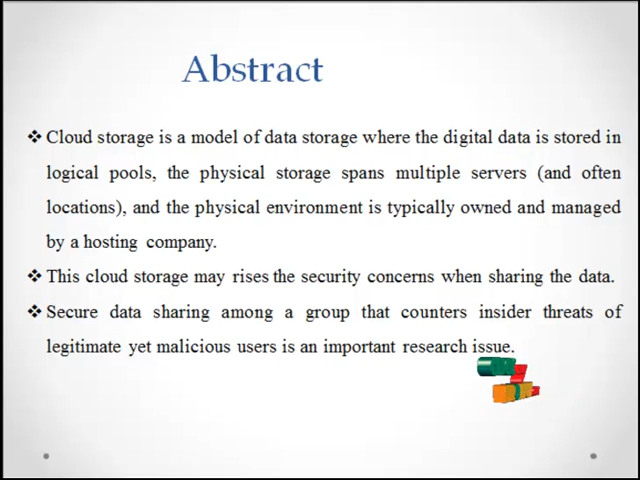 Abstract
❖ Cloud storage is a model of data storage where the digital data is stored in
logical pools, the physical storage spans multiple servers (and often
locations), and the physical environment is typically owned and managed
by a hosting company.
❖ This cloud storage may rises the security concerns when sharing the data.
❖ Secure data sharing among a group that counters insider threats of
legitimate yet malicious users is an important research issue.